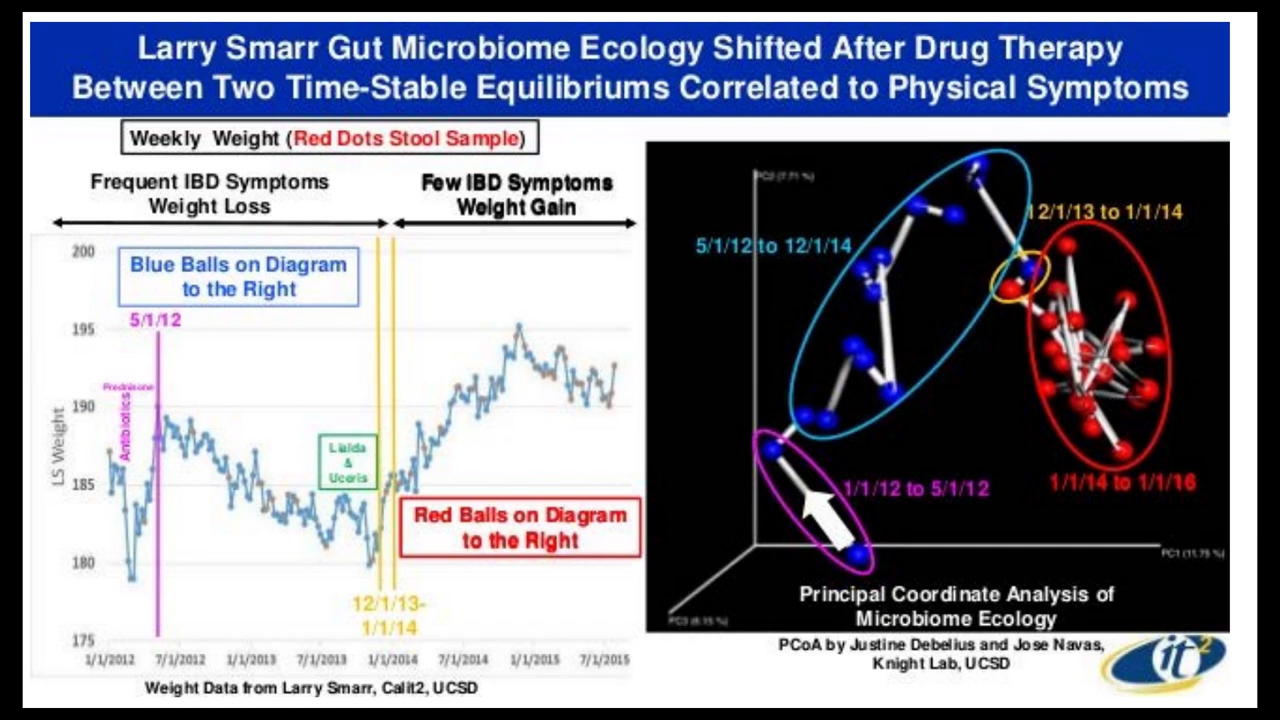 Larry Smarr Gut Microbiome Ecology Shifted After Drug Therapy
Between Two Time-Stable Equilibriums Correlated to Physical Symptoms
Weekly Weight (Red Dots Stool Sample)
Frequent IBD Symptoms
Weight Loss
Few IBD Symptoms
Weight Gain
200
195
190
185
180
175
LS Weight
Blue Balls on Diagram
to the Right
5/1/12
Prednisone
Antibiotics
Lialda
&
Uceris
Red Balls on Diagram
to the Right
12/1/13-
1/1/14
1/1/2012
7/1/2012
1/1/2013
7/1/2013
1/1/2014
7/1/2014
1/1/2015
7/1/2015
Weight Data from Larry Smarr, Calit2, UCSD
PC2 (7.71 %)
12/1/13 to 1/1/14
5/1/12 to 12/1/14
1/1/12 to 5/1/12
1/1/14 to 1/1/16
PC1 (11.75 %)
Principal Coordinate Analysis of
Microbiome Ecology
PCoA by Justine Debelius and Jose Navas,
Knight Lab, UCSD
it2